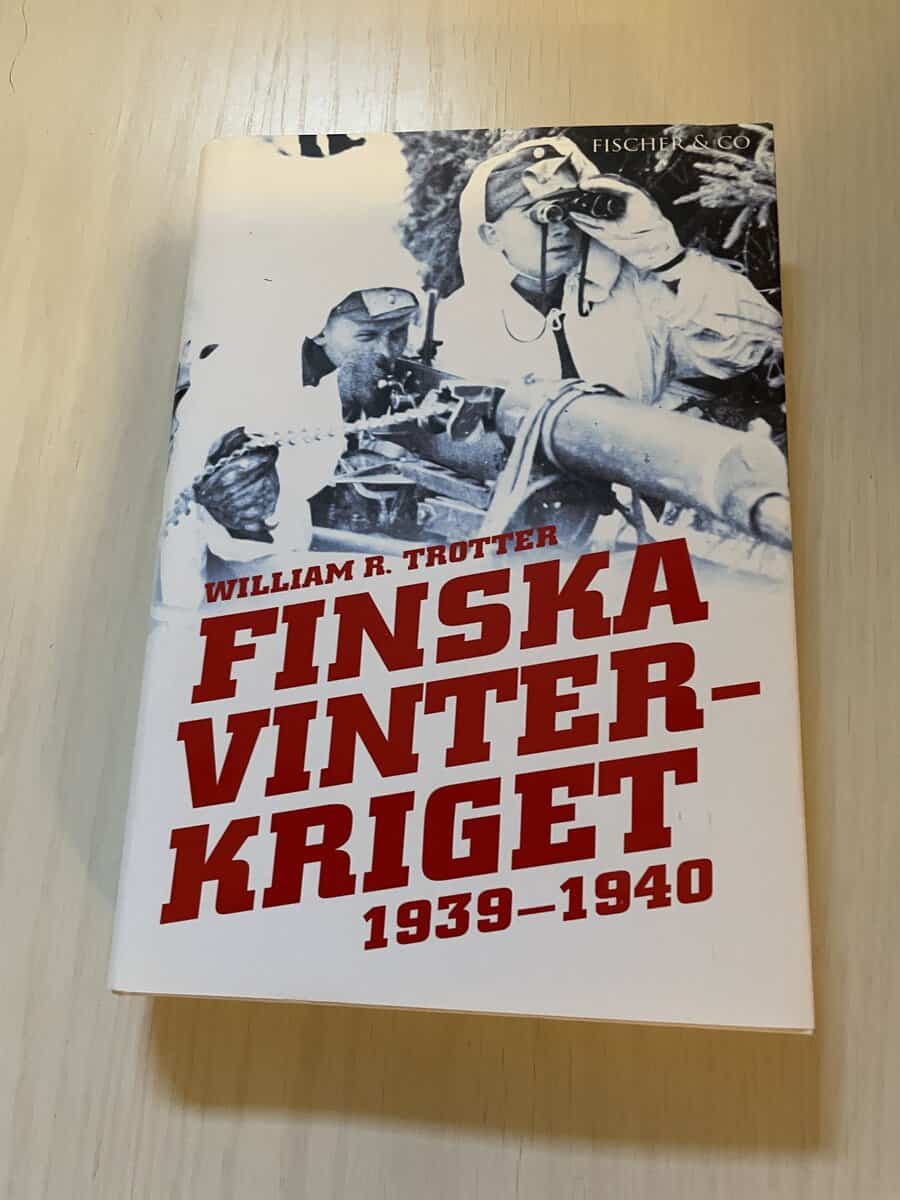 FISCHER & CO
WILLIAM R. TROTTER
FINSKA
VINTER-
KRIGET
1939–1940